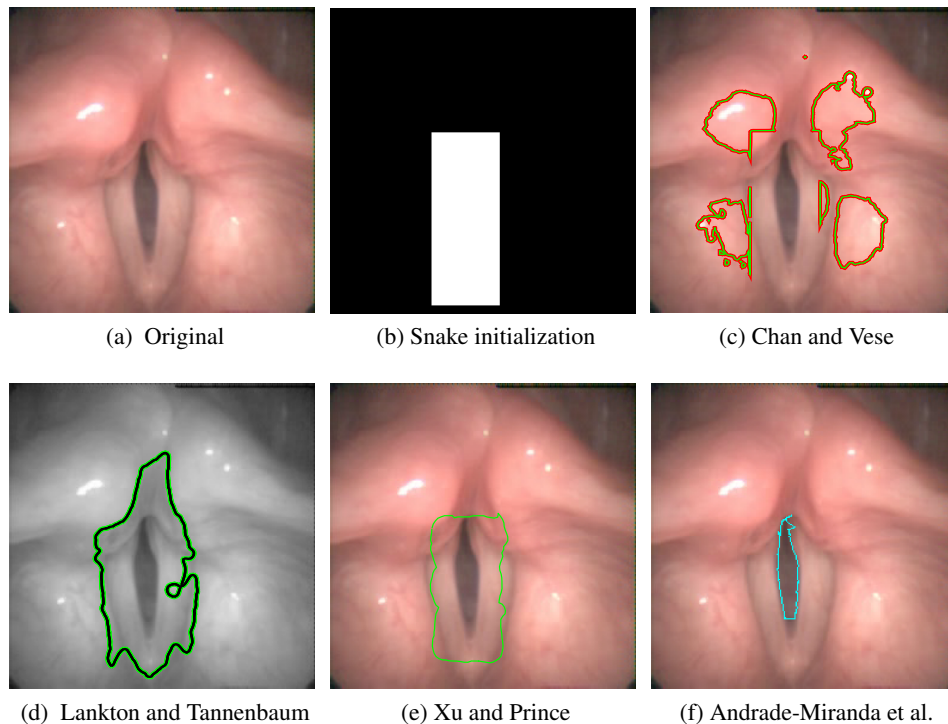 (a) Original
(b) Snake initialization
(c) Chan and Vese
(d) Lankton and Tannenbaum
(e) Xu and Prince
(f) Andrade-Miranda et al.